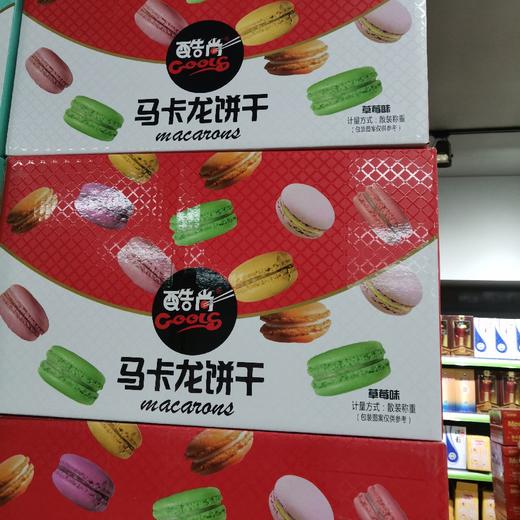 酷尚
COOLS
马卡龙饼干
macarons
草莓味
计量方式：散装称重
（包装图案仅供参考）
酷尚
COOLS
马卡龙饼干
macarons
草莓味
计量方式：散装称重
（包装图案仅供参考）